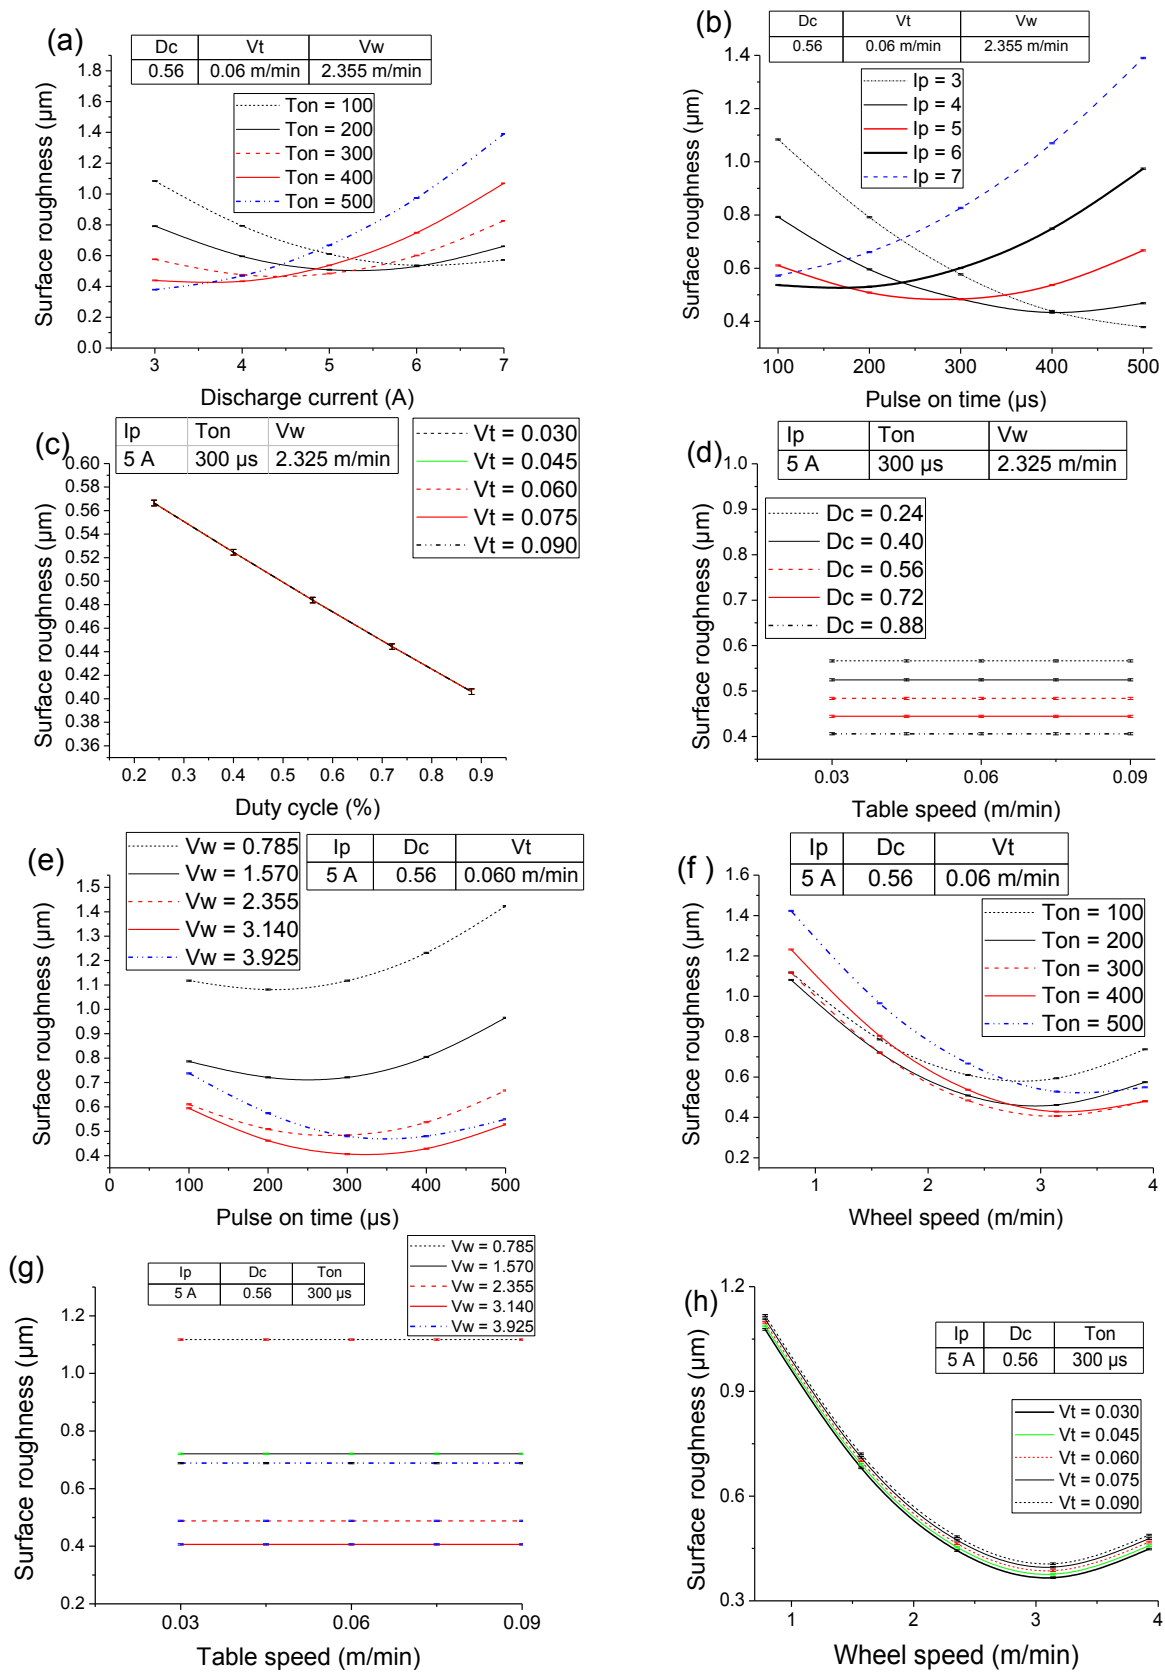 (a)
Dc Vt Vw
0.56 0.06 m/min 2.355 m/min
Ton = 100
Ton = 200
Ton = 300
Ton = 400
Ton = 500
Surface roughness (µm)
1.8
1.6
1.4
1.2
1.0
0.8
0.6
0.4
0.2
0.0
3 4 5 6 7
Discharge current (A)
(b)
Dc Vt Vw
0.56 0.06 m/min 2.355 m/min
Ip = 3
Ip = 4
Ip = 5
Ip = 6
Ip = 7
Surface roughness (µm)
1.4
1.2
1.0
0.8
0.6
0.4
100 200 300 400 500
Pulse on time (µs)
(c)
Ip Ton Vw
5 A 300 µs 2.325 m/min
Vt = 0.030
Vt = 0.045
Vt = 0.060
Vt = 0.075
Vt = 0.090
Surface roughness (µm)
0.60
0.58
0.56
0.54
0.52
0.50
0.48
0.46
0.44
0.42
0.40
0.38
0.36
0.2 0.3 0.4 0.5 0.6 0.7 0.8 0.9
Duty cycle (%)
(d)
Ip Ton Vw
5 A 300 µs 2.325 m/min
Dc = 0.24
Dc = 0.40
Dc = 0.56
Dc = 0.72
Dc = 0.88
Surface roughness (µm)
1.0
0.9
0.8
0.7
0.6
0.5
0.4
0.03 0.06 0.09
Table speed (m/min)
(e)
Vw = 0.785
Vw = 1.570
Vw = 2.355
Vw = 3.140
Vw = 3.925
Ip Dc Vt
5 A 0.56 0.060 m/min
Surface roughness (µm)
1.5
1.4
1.3
1.2
1.1
1.0
0.9
0.8
0.7
0.6
0.5
0.4
0 100 200 300 400 500
Pulse on time (µs)
(f )
Ip Dc Vt
5 A 0.56 0.06 m/min
Ton = 100
Ton = 200
Ton = 300
Ton = 400
Ton = 500
Surface roughness (µm)
1.6
1.4
1.2
1.0
0.8
0.6
0.4
0.2
1 2 3 4
Wheel speed (m/min)
(g)
Ip Dc Ton
5 A 0.56 300 µs
Vw = 0.785
Vw = 1.570
Vw = 2.355
Vw = 3.140
Vw = 3.925
Surface roughness (µm)
1.2
1.0
0.8
0.6
0.4
0.2
0.03 0.06 0.09
Table speed (m/min)
(h)
Ip Dc Ton
5 A 0.56 300 µs
Vt = 0.030
Vt = 0.045
Vt = 0.060
Vt = 0.075
Vt = 0.090
Surface roughness (µm)
1.2
0.9
0.6
0.3
1 2 3 4
Wheel speed (m/min)